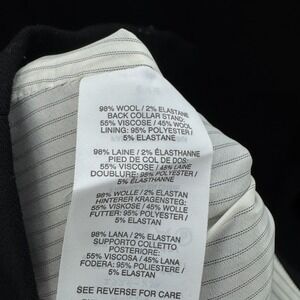 98% WOOL / 2% ELASTANE
BACK COLLAR STAND:
55% VISCOSE / 45% WOOL
LINING: 95% POLYESTER /
5% ELASTANE
98% LAINE / 2% ÉLASTHANNE
PIED DE COL DE DOS:
55% VISCOSE / 45% LAINE
DOUBLURE: 95% POLYESTER /
5% ÉLASTHANNE
98% WOLLE / 2% ELASTAN
HINTERER KRAGENSTEG:
55% VISKOSE / 45% WOLLE
FUTTER: 95% POLYESTER /
5% ELASTAN
98% LANA / 2% ELASTAN
SUPPORTO COLLETTO
POSTERIORE:
55% VISCOSA / 45% LANA
FODERA: 95% POLIESTERE /
5% ELASTAN
SEE REVERSE FOR CARE